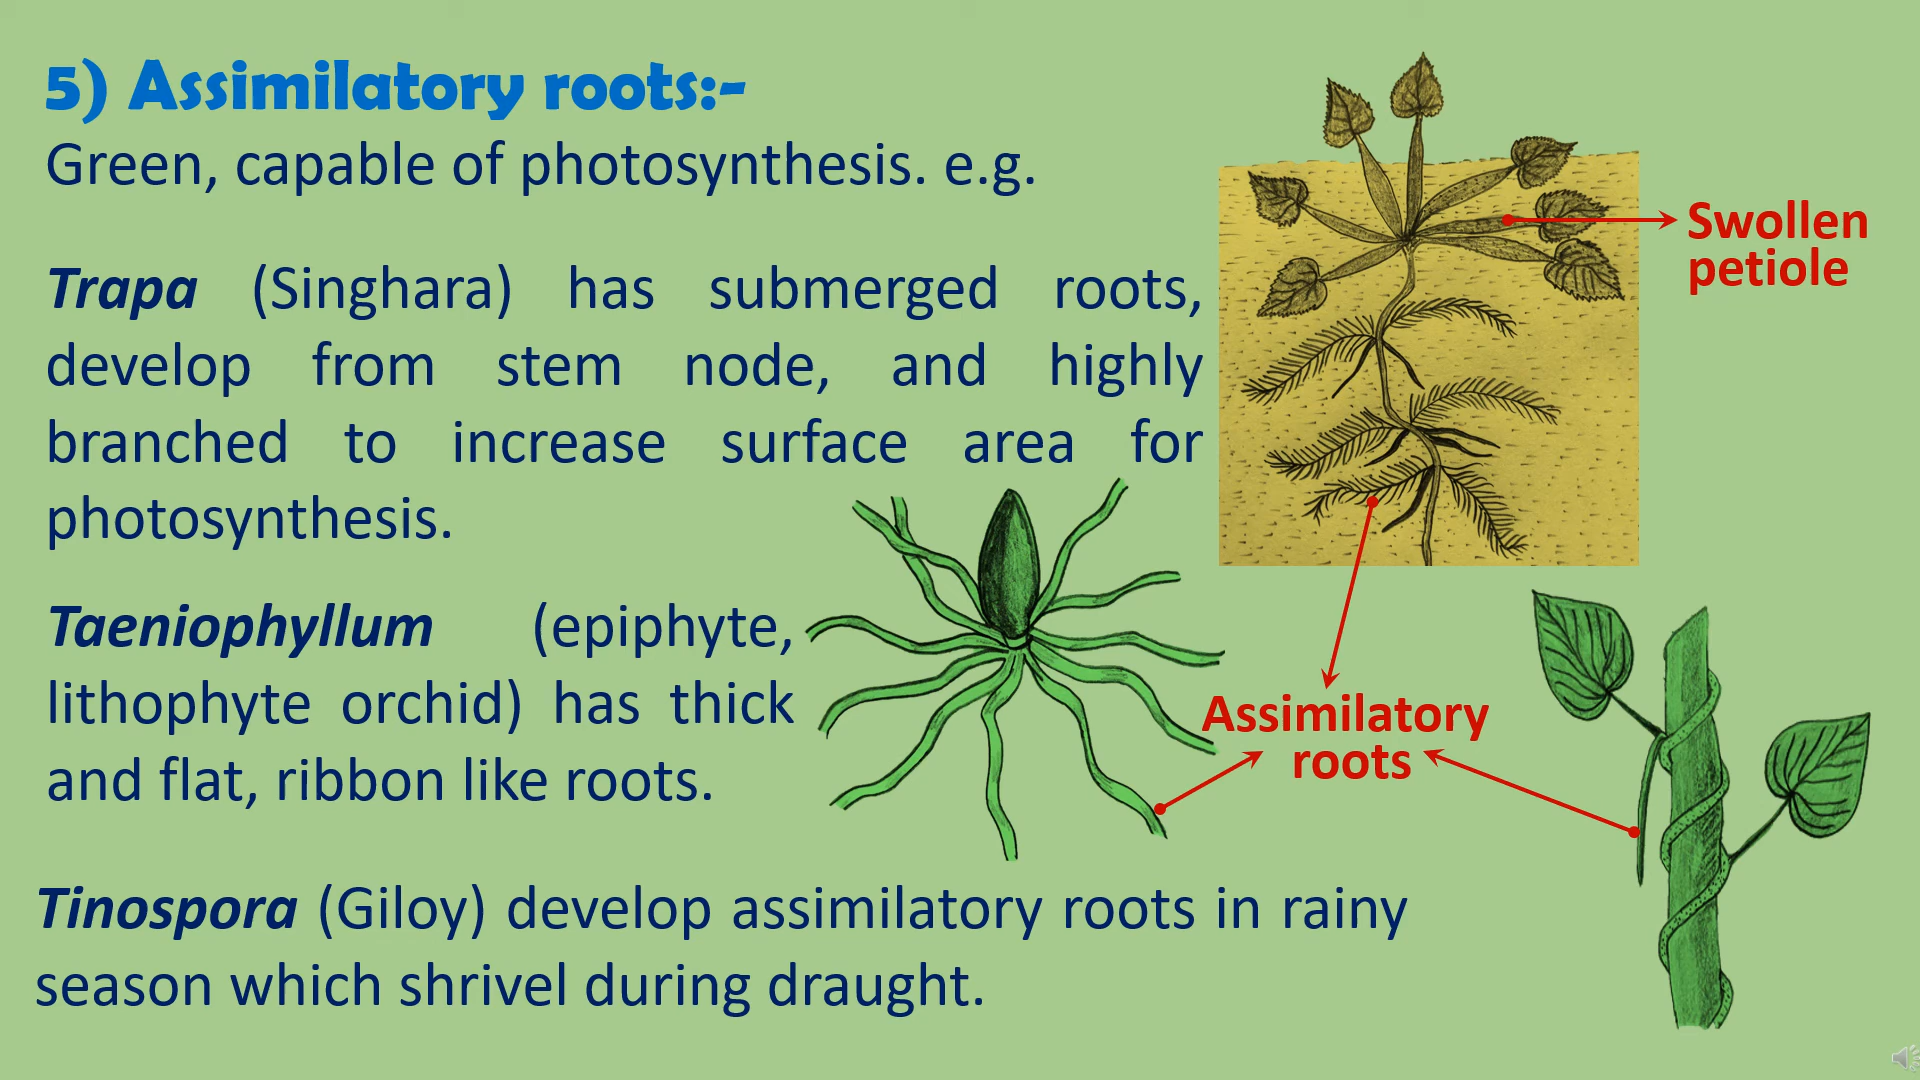 5) Assimilatory roots:-
Green, capable of photosynthesis. e.g.
Trapa (Singhara) has submerged roots,
develop from stem node, and highly
branched to increase surface area for
photosynthesis.
Swollen
petiole
Taeniophyllum (epiphyte,
lithophyte orchid) has thick
and flat, ribbon like roots.
Assimilatory
roots
Tinospora (Giloy) develop assimilatory roots in rainy
season which shrivel during draught.